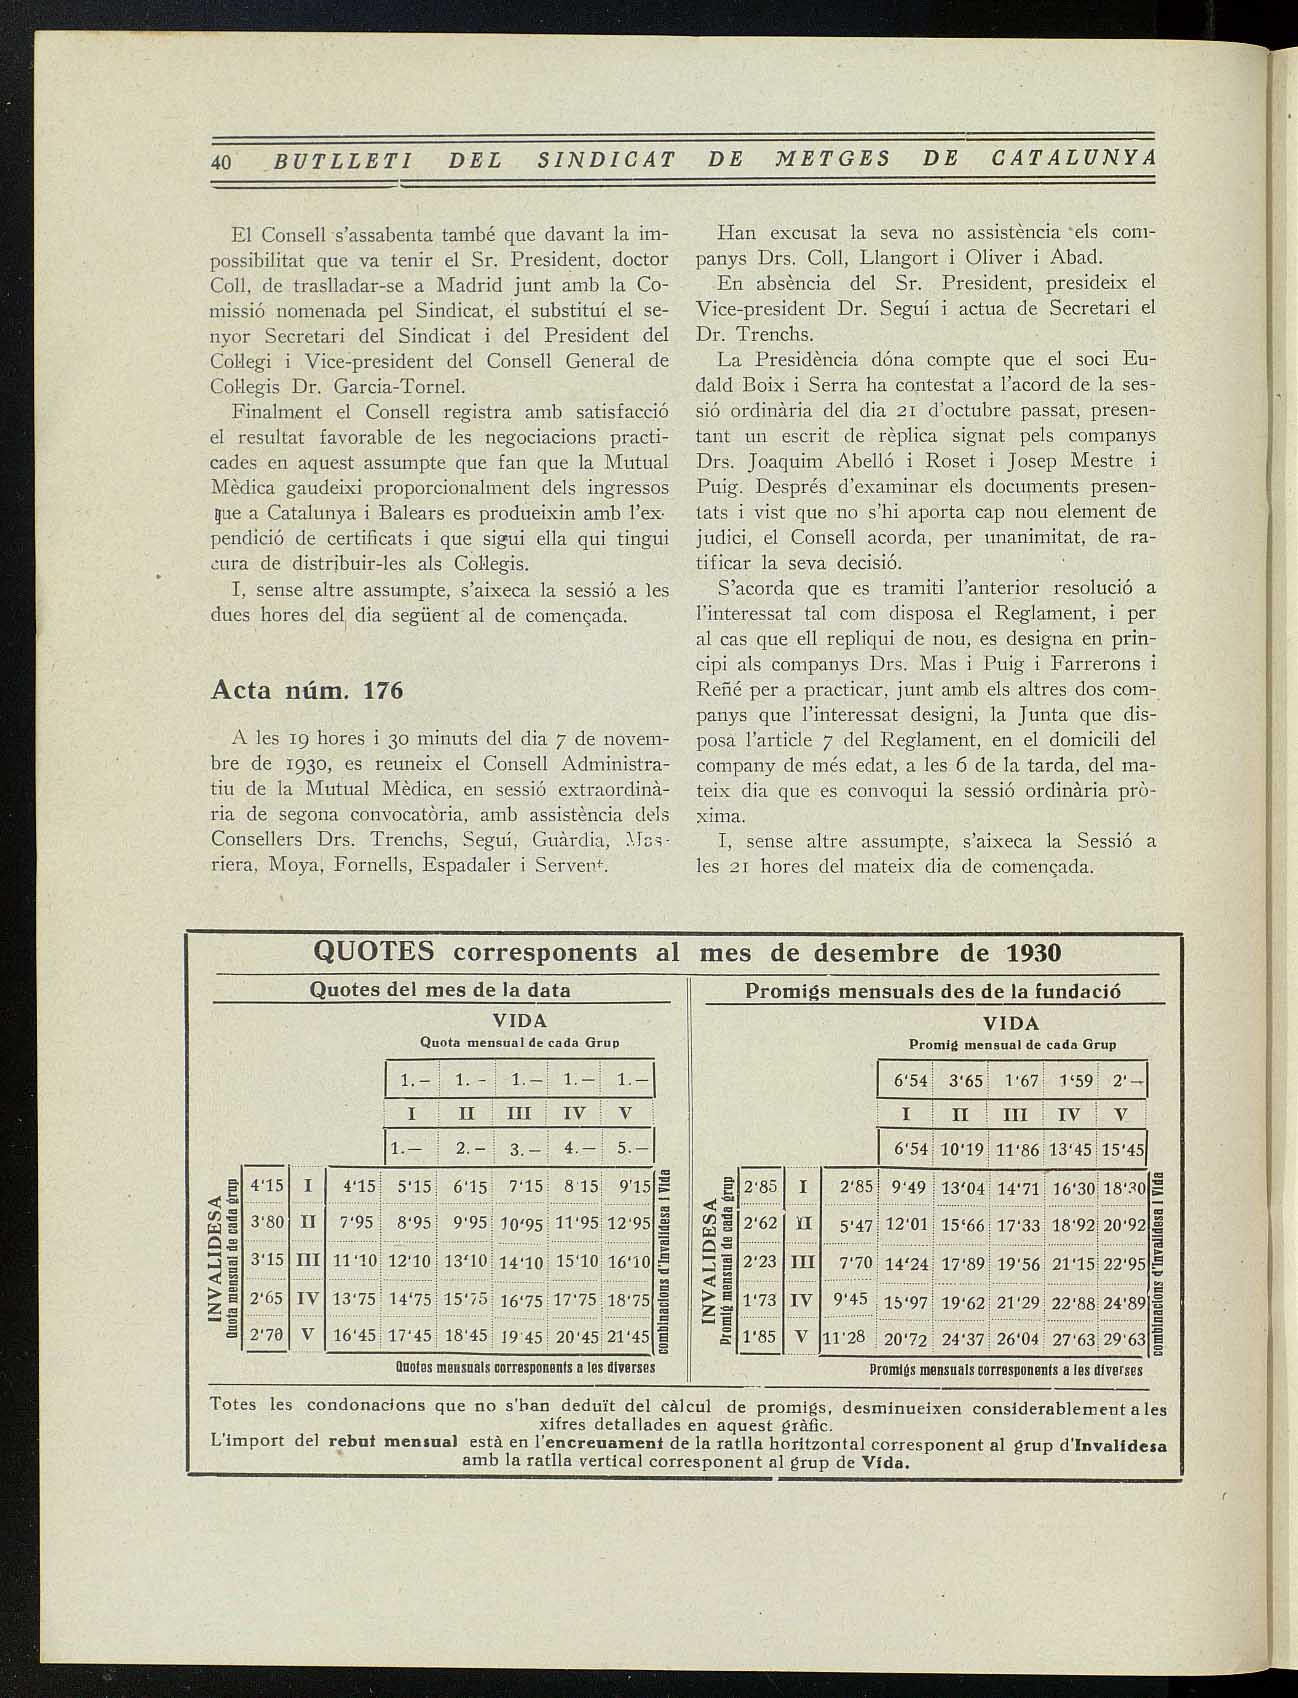 40 BUTLLETI DEL SINDICAT DE METGES DE CATALUNYA
El Consell s'assabenta també que davant la im-
possibilitat que va tenir el Sr. President, doctor
Coll, de traslladar-se a Madrid junt amb la Co-
missió nomenada pel Sindicat, el substituí el se-
nyor Secretari del Sindicat i del President del
Col·legi i Vice-president del Consell General de
Col·legis Dr. Garcia-Tornel.
Finalment el Consell registra amb satisfacció
el resultat favorable de les negociacions practi-
cades en aquest assumpte que fan que la Mutual
Mèdica gaudeixi proporcionalment dels ingressos
que a Catalunya i Balears es produeixin amb l'ex-
pendició de certificats i que sigui ella qui tingui
cura de distribuir-les als Col·legis.
I, sense altre assumpte, s'aixeca la sessió a les
dues hores del dia següent al de començada.
Acta núm. 176
A les 19 hores i 30 minuts del dia 7 de novem-
bre de 1930, es reuneix el Consell Administra-
tiu de la Mutual Mèdica, en sessió extraordinà-
ria de segona convocatòria, amb assistència dels
Consellers Drs. Trenchs, Seguí, Guàrdia, Mas-
riera, Moya, Fornells, Espadaler i Servent.
Han excusat la seva no assistència els com-
panys Drs. Coll, Llangort i Oliver i Abad.
En absència del Sr. President, presideix el
Vice-president Dr. Seguí i actua de Secretari el
Dr. Trenchs.
La Presidència dóna compte que el soci Eu-
dald Boix i Serra ha contestat a l'acord de la ses-
sió ordinària del dia 21 d'octubre passat, presen-
tant un escrit de rèplica signat pels companys
Drs. Joaquim Abelló i Roset i Josep Mestre i
Puig. Després d'examinar els documents presen-
tats i vist que no s'hi aporta cap nou element de
judici, el Consell acorda, per unanimitat, de ra-
tificar la seva decisió.
S'acorda que es tramiti l'anterior resolució a
l'interessat tal com disposa el Reglament, i per
al cas que ell repliqui de nou, es designa en prin-
cipi als companys Drs. Mas i Puig i Farrerons i
Reñé per a practicar, junt amb els altres dos com-
panys que l'interessat designi, la Junta que dis-
posa l'article 7 del Reglament, en el domicili del
company de més edat, a les 6 de la tarda, del ma-
teix dia que es convoqui la sessió ordinària prò-
xima.
I, sense altre assumpte, s'aixeca la Sessió a
les 21 hores del mateix dia de començada.
QUOTES corresponents al mes de desembre de 1930
Quotes del mes de la data
VIDA
Quota mensual de cada Grup
1.- 1.- 1.- 1.- 1.-
I II III IV V
1.- 2.- 3.- 4.- 5.-
INVALIDESA
Quota mensual de cada grup
4'15 I 4'15 5'15 6'15 7'15 8 15 9'15
3'80 II 7'95 8'95 9'95 10'95 11'95 12'95
3'15 III 11'10 12'10 13'10 14'10 15'10 16'10
2'65 IV 13'75 14'75 15'75 16'75 17'75 18'75
2'70 V 16'45 17'45 18'45 19 45 20'45 21'45
combinacions d'Invalidesa i Vida
Quotes mensuals corresponents a les diverses
Promigs mensuals des de la fundació
VIDA
Promig mensual de cada Grup
6'54 3'65 1'67 1'59 2'-
I II III IV V
6'54 10'19 11'86 13'45 15'45
INVALIDESA
Promig mensual de cada grup
2'85 I 2'85 9'49 13'04 14'71 16'30 18'30
2'62 II 5'47 12'01 15'66 17'33 18'92 20'92
2'23 III 7'70 14'24 17'89 19'56 21'15 22'95
1'73 IV 9'45 15'97 19'62 21'29 22'88 24'89
1'85 V 11'28 20'72 24'37 26'04 27'63 29'63
combinacions d'Invalidesa i Vida
Promigs mensuals corresponents a les diverses
Totes les condonacions que no s'han deduït del càlcul de promigs, desminueixen considerablement a les
xifres detallades en aquest gràfic.
L'import del rebut mensual està en l'encreuament de la ratlla horitzontal corresponent al grup d'Invalidesa
amb la ratlla vertical corresponent al grup de Vida.